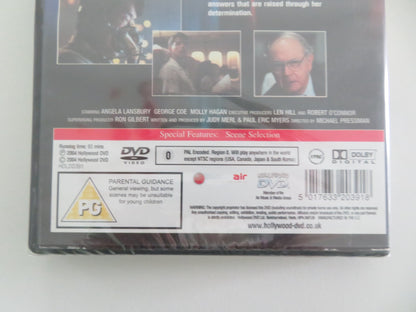 answers that are raised through her
determination.
STARRING ANGELA LANSBURY GEORGE COE MOLLY HAGAN EXECUTIVE PRODUCERS LEN HILL AND ROBERT O'CONNOR
SUPERVISING PRODUCER RON GILBERT WRITTEN AND PRODUCED BY JUDY MERL & PAUL ERIC MYERS DIRECTED BY MICHAEL PRESSMAN
Special Features: Scene Selection
Running time: 92 mins
℗ 2004 Hollywood DVD
© 2004 Hollywood DVD
HOLDD391
DVD
VIDEO
0
PAL Encoded. Region 0. Will play everywhere in the world
except NTSC regions (USA, Canada, Japan & South Korea)
DOLBY
DIGITAL
PARENTAL GUIDANCE
General viewing, but some
scenes may be unsuitable
for young children
PG
air
DVD
5 017633 203918
www.hollywood-dvd.co.uk